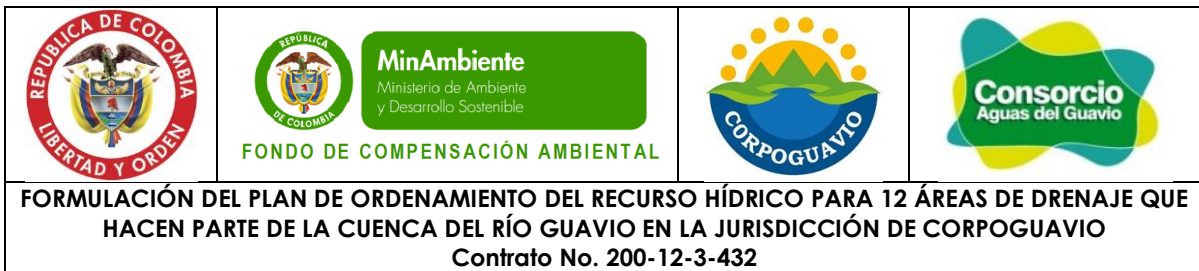 REPUBLICA DE COLOMBIA
LIBERTAD Y ORDEN
REPÚBLICA
DE COLOMBIA
MinAmbiente
Ministerio de Ambiente
y Desarrollo Sostenible
FONDO DE COMPENSACIÓN AMBIENTAL
CORPOGUAVIO
Consorcio
Aguas del Guavio
FORMULACIÓN DEL PLAN DE ORDENAMIENTO DEL RECURSO HÍDRICO PARA 12 ÁREAS DE DRENAJE QUE
HACEN PARTE DE LA CUENCA DEL RÍO GUAVIO EN LA JURISDICCIÓN DE CORPOGUAVIO
Contrato No. 200-12-3-432